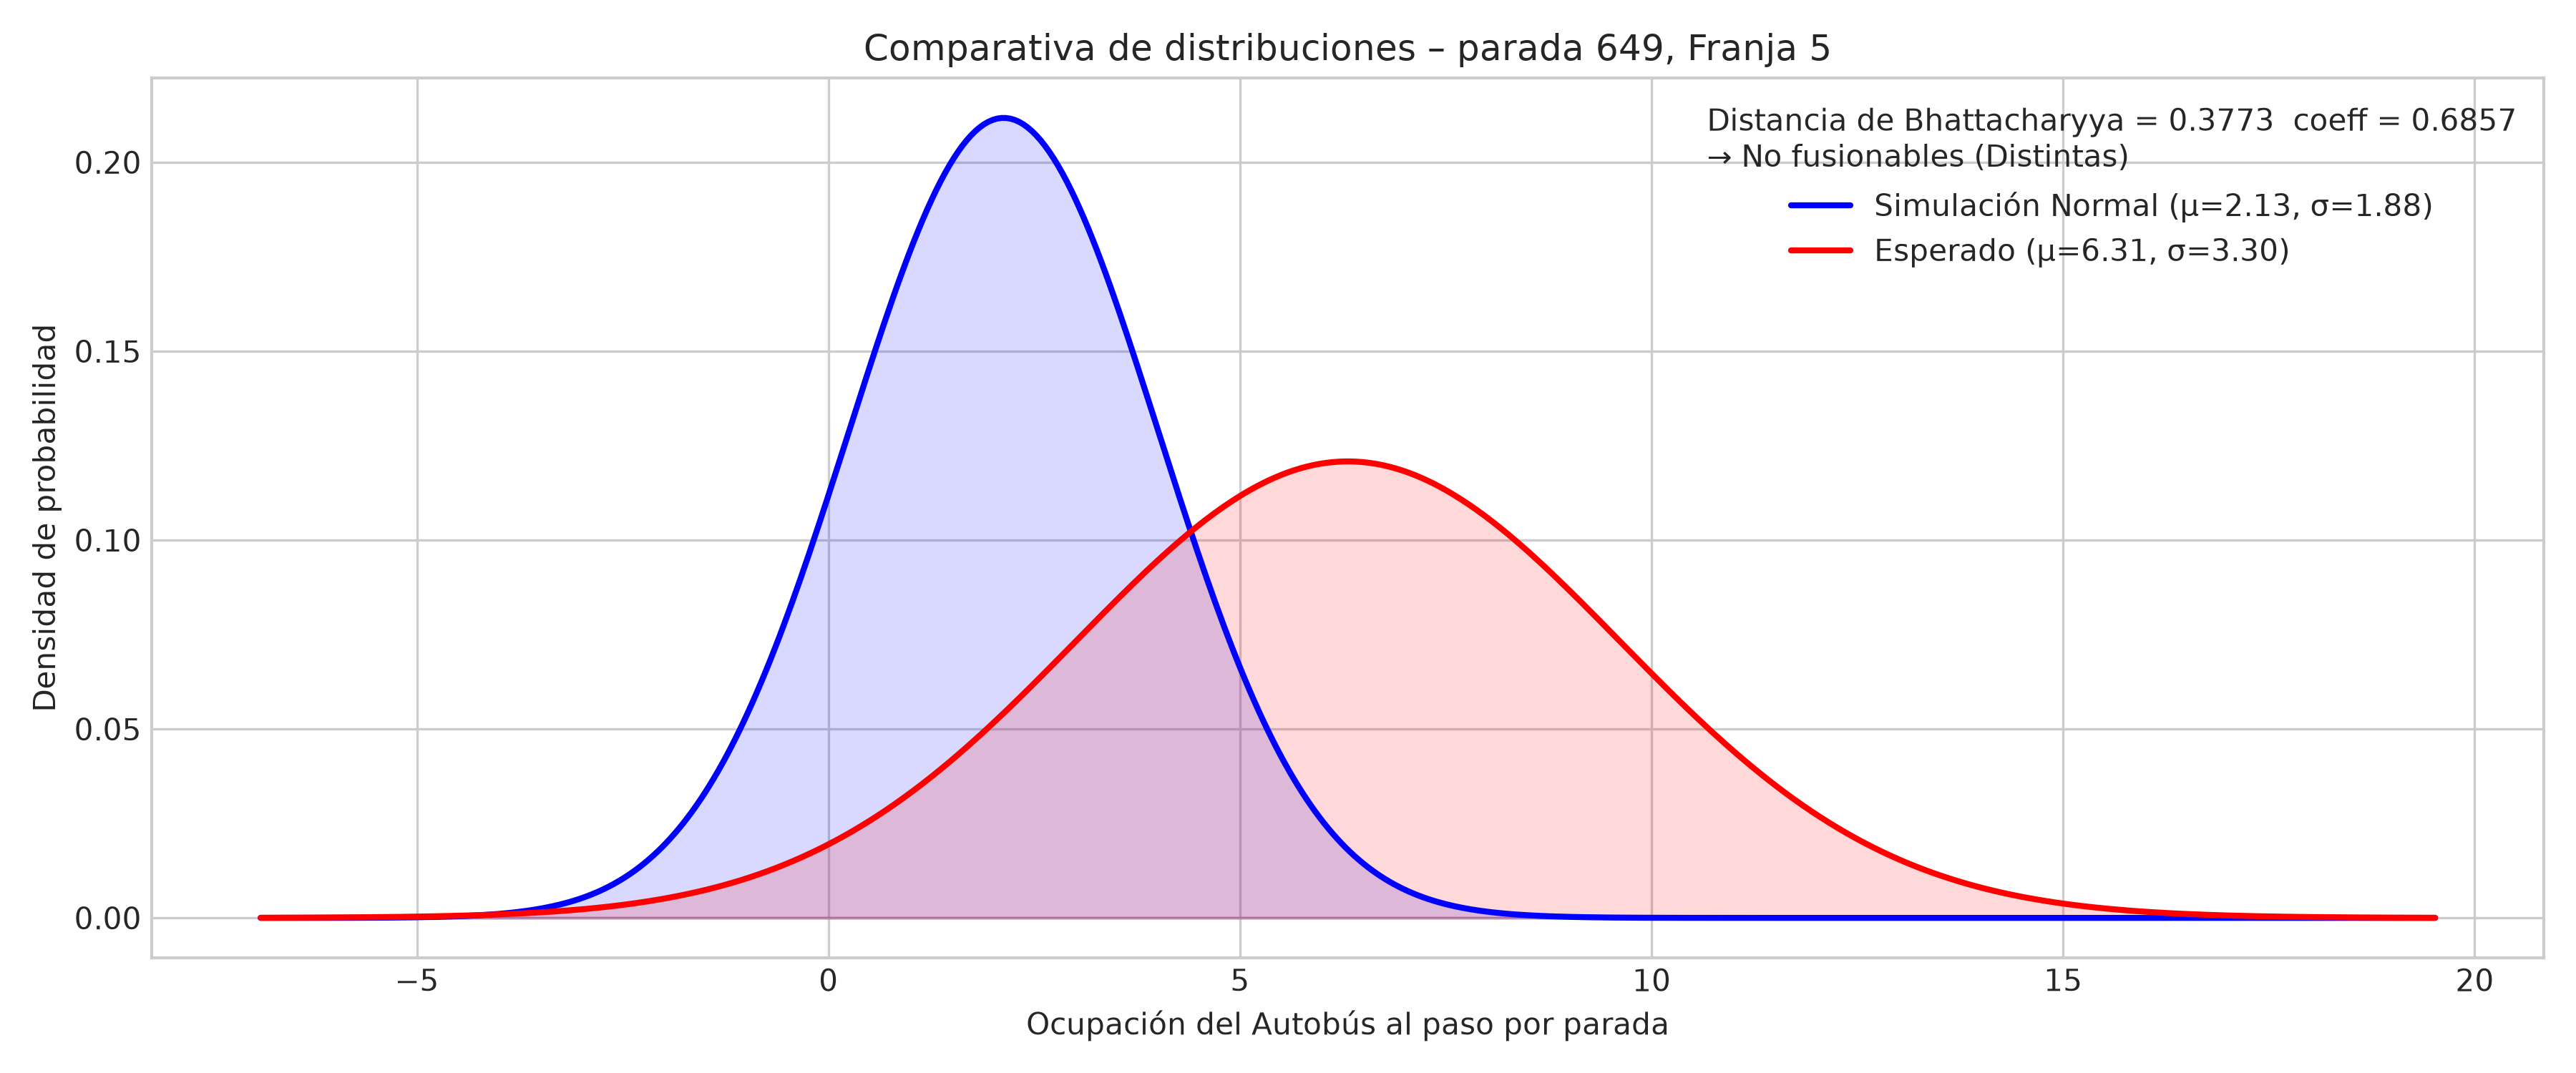 Comparativa de distribuciones – parada 649, Franja 5
Distancia de Bhattacharyya = 0.3773  coeff = 0.6857
→ No fusionables (Distintas)
Simulación Normal (μ=2.13, σ=1.88)
Esperado (μ=6.31, σ=3.30)
Densidad de probabilidad
0.20
0.15
0.10
0.05
0.00
−5 0 5 10 15 20
Ocupación del Autobús al paso por parada